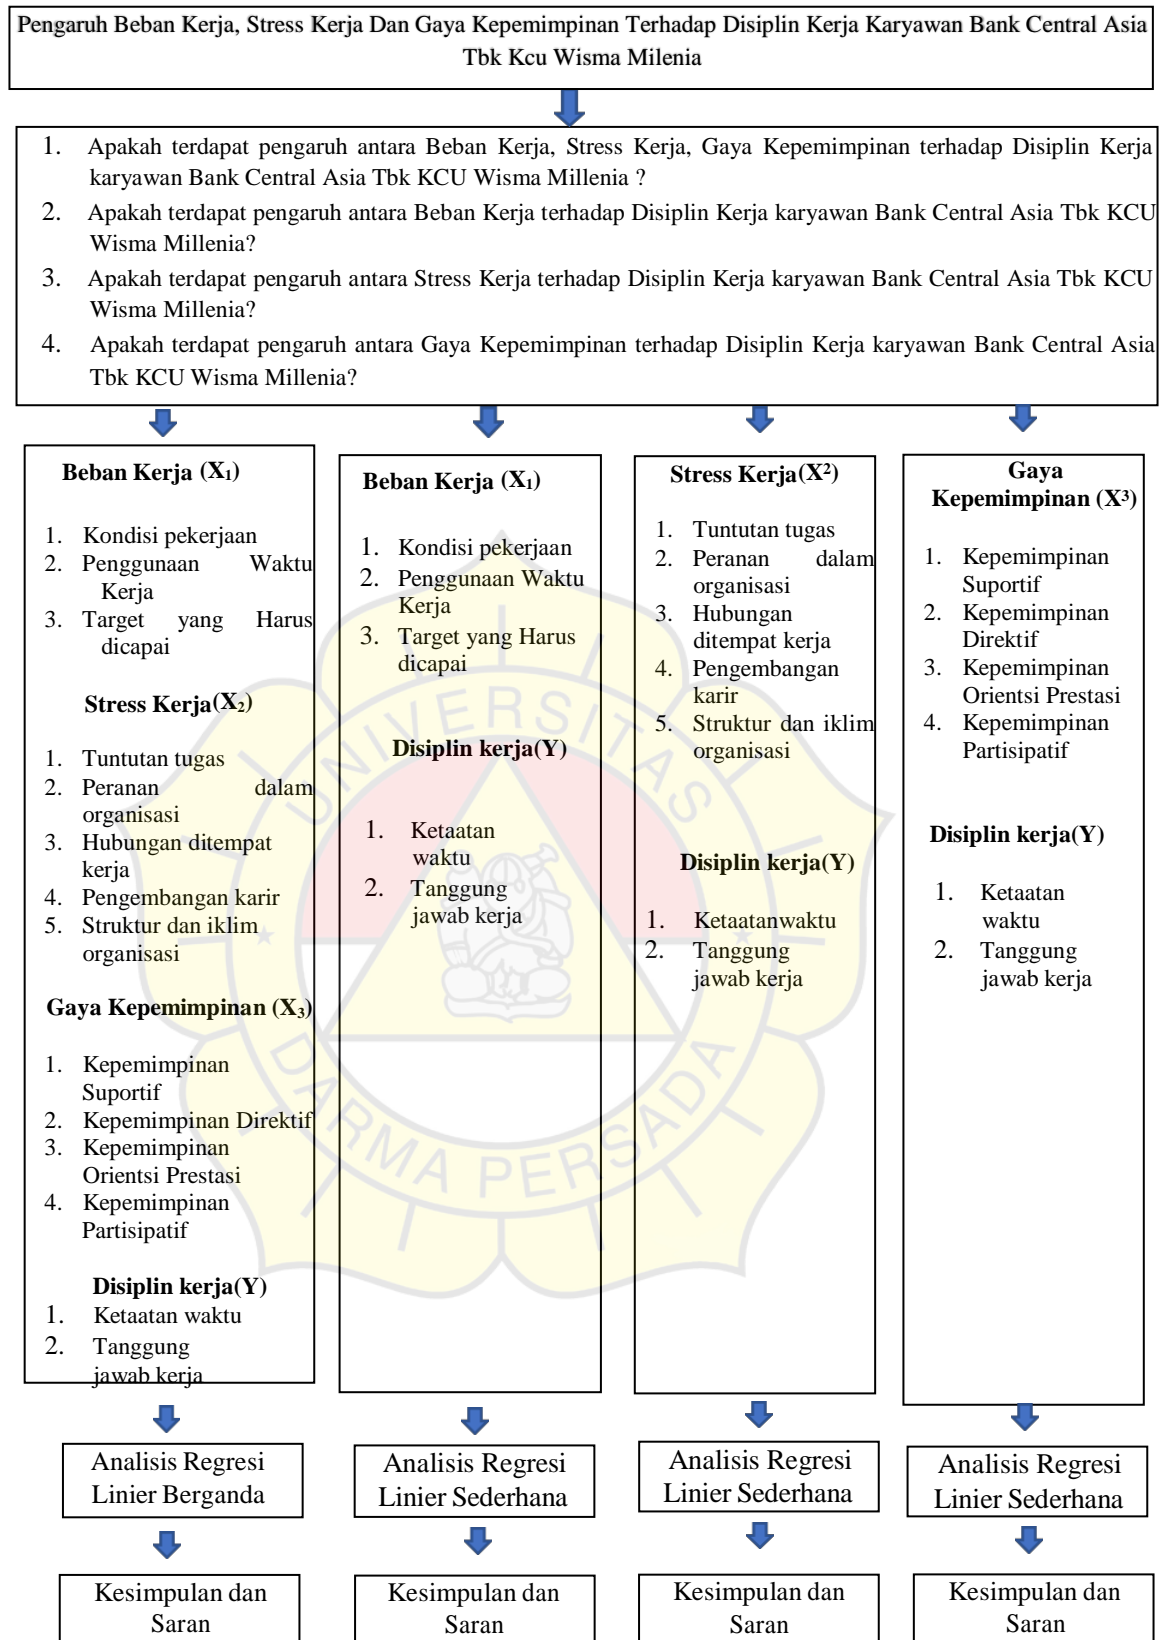 Pengaruh Beban Kerja, Stress Kerja Dan Gaya Kepemimpinan Terhadap Disiplin Kerja Karyawan Bank Central Asia
Tbk Kcu Wisma Milenia
1. Apakah terdapat pengaruh antara Beban Kerja, Stress Kerja, Gaya Kepemimpinan terhadap Disiplin Kerja
karyawan Bank Central Asia Tbk KCU Wisma Millenia ?
2. Apakah terdapat pengaruh antara Beban Kerja terhadap Disiplin Kerja karyawan Bank Central Asia Tbk KCU
Wisma Millenia?
3. Apakah terdapat pengaruh antara Stress Kerja terhadap Disiplin Kerja karyawan Bank Central Asia Tbk KCU
Wisma Millenia?
4. Apakah terdapat pengaruh antara Gaya Kepemimpinan terhadap Disiplin Kerja karyawan Bank Central Asia
Tbk KCU Wisma Millenia?
Beban Kerja (X₁)
1. Kondisi pekerjaan
2. Penggunaan Waktu
Kerja
3. Target yang Harus
dicapai
Stress Kerja(X₂)
1. Tuntutan tugas
2. Peranan dalam
organisasi
3. Hubungan ditempat
kerja
4. Pengembangan karir
5. Struktur dan iklim
organisasi
Gaya Kepemimpinan (X₃)
1. Kepemimpinan
Suportif
2. Kepemimpinan Direktif
3. Kepemimpinan
Orientsi Prestasi
4. Kepemimpinan
Partisipatif
Disiplin kerja(Y)
1. Ketaatan waktu
2. Tanggung
jawab kerja
Analisis Regresi
Linier Berganda
Kesimpulan dan
Saran
Beban Kerja (X₁)
1. Kondisi pekerjaan
2. Penggunaan Waktu
Kerja
3. Target yang Harus
dicapai
Disiplin kerja(Y)
1. Ketaatan
waktu
2. Tanggung
jawab kerja
Analisis Regresi
Linier Sederhana
Kesimpulan dan
Saran
Stress Kerja(X²)
1. Tuntutan tugas
2. Peranan dalam
organisasi
3. Hubungan
ditempat kerja
4. Pengembangan
karir
5. Struktur dan iklim
organisasi
Disiplin kerja(Y)
1. Ketaatanwaktu
2. Tanggung
jawab kerja
Analisis Regresi
Linier Sederhana
Kesimpulan dan
Saran
Gaya
Kepemimpinan (X³)
1. Kepemimpinan
Suportif
2. Kepemimpinan
Direktif
3. Kepemimpinan
Orientsi Prestasi
4. Kepemimpinan
Partisipatif
Disiplin kerja(Y)
1. Ketaatan
waktu
2. Tanggung
jawab kerja
Analisis Regresi
Linier Sederhana
Kesimpulan dan
Saran
UNIVERSITAS
DARMA PERSADA